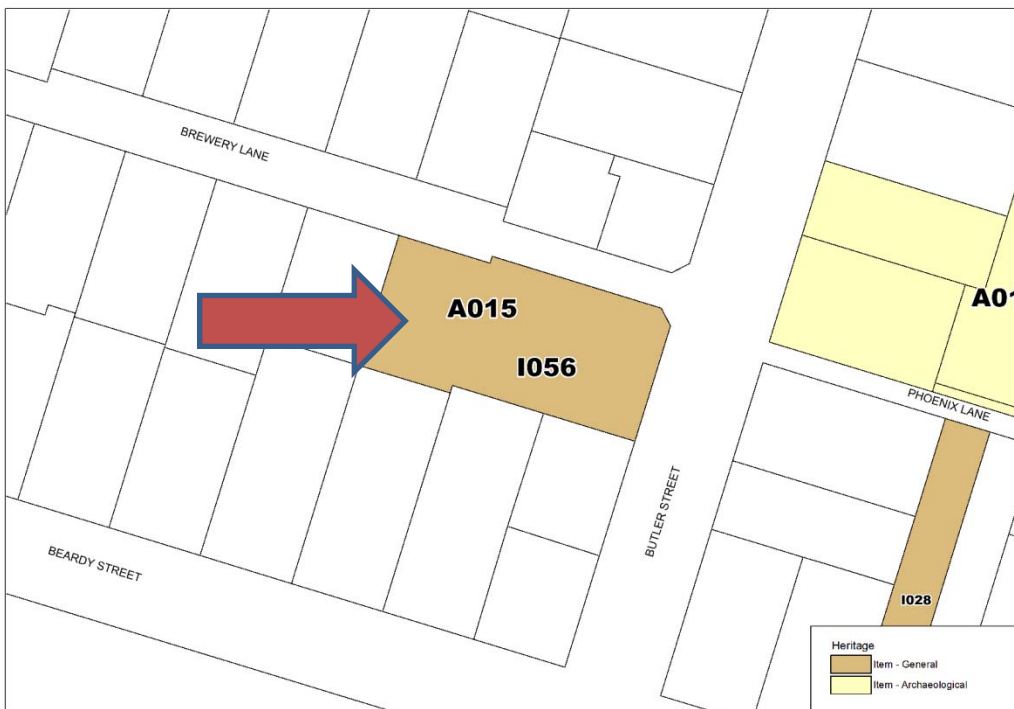 BREWERY LANE
A015
A01
I056
PHOENIX LANE
BUTLER STREET
BEARDY STREET
I028
Heritage
Item - General
Item - Archaeological